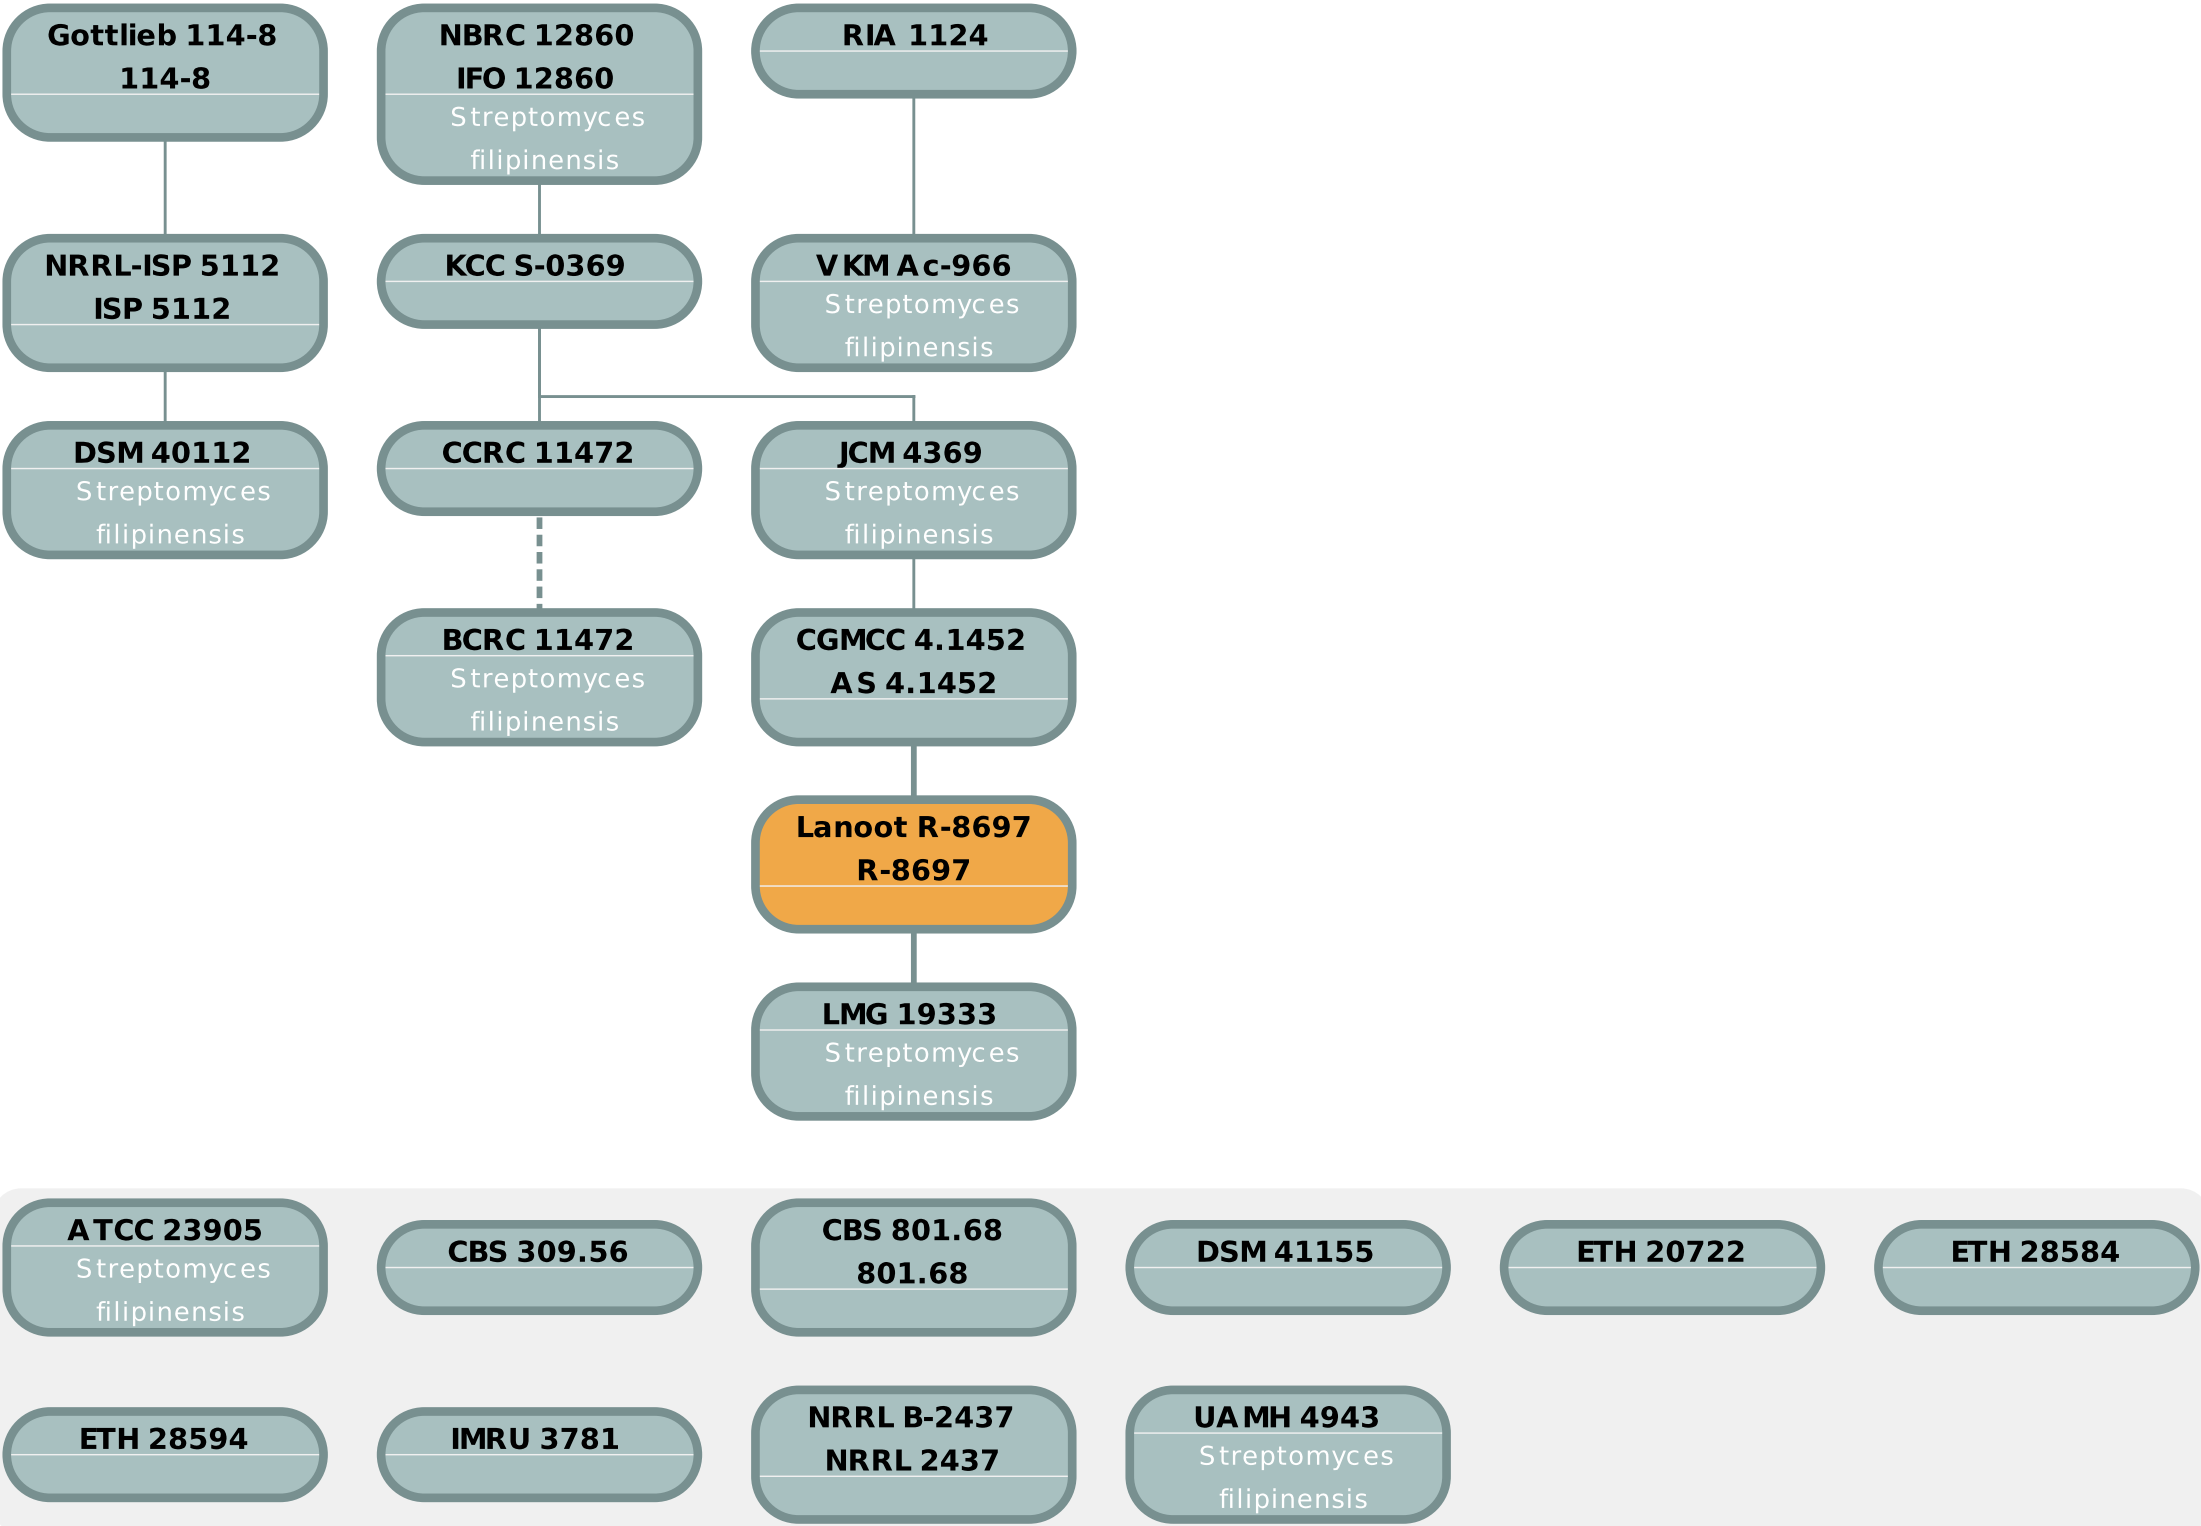 Gottlieb 114-8
114-8
NBRC 12860
IFO 12860
Streptomyces
filipinensis
RIA 1124
NRRL-ISP 5112
ISP 5112
KCC S-0369
VKM Ac-966
Streptomyces
filipinensis
DSM 40112
Streptomyces
filipinensis
CCRC 11472
JCM 4369
Streptomyces
filipinensis
BCRC 11472
Streptomyces
filipinensis
CGMCC 4.1452
AS 4.1452
Lanoot R-8697
R-8697
LMG 19333
Streptomyces
filipinensis
ATCC 23905
Streptomyces
filipinensis
CBS 309.56
CBS 801.68
801.68
DSM 41155
ETH 20722
ETH 28584
ETH 28594
IMRU 3781
NRRL B-2437
NRRL 2437
UAMH 4943
Streptomyces
filipinensis